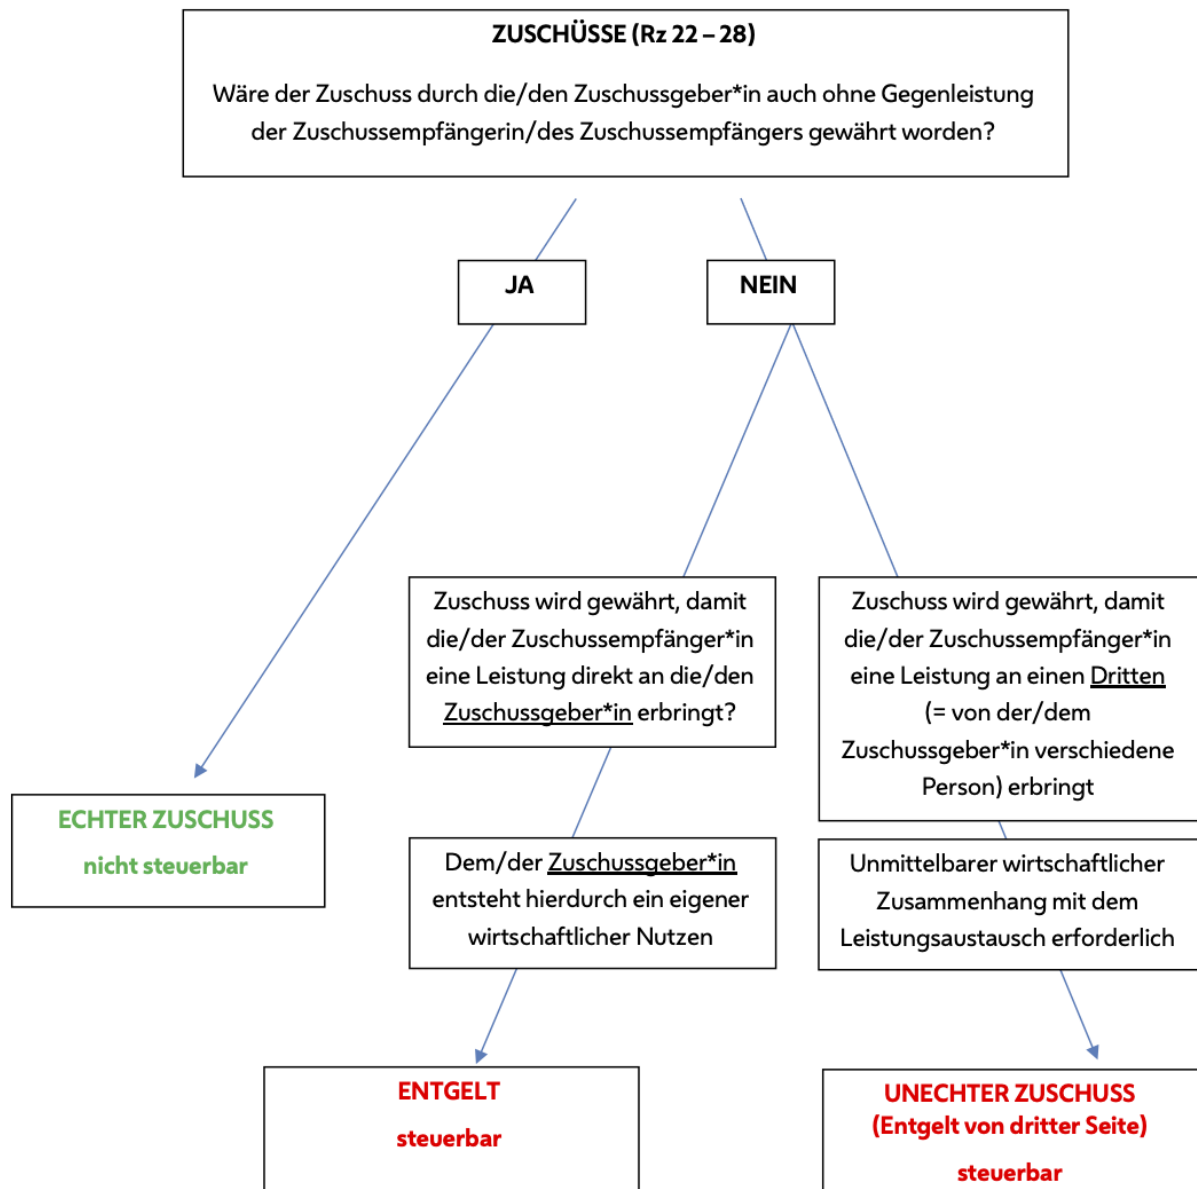 ZUSCHÜSSE (Rz 22 – 28)
Wäre der Zuschuss durch die/den Zuschussgeber*in auch ohne Gegenleistung
der Zuschussempfängerin/des Zuschussempfängers gewährt worden?
JA
NEIN
Zuschuss wird gewährt, damit
die/der Zuschussempfänger*in
eine Leistung direkt an die/den
Zuschussgeber*in erbringt?
Zuschuss wird gewährt, damit
die/der Zuschussempfänger*in
eine Leistung an einen Dritten
(= von der/dem
Zuschussgeber*in verschiedene
Person) erbringt
ECHTER ZUSCHUSS
nicht steuerbar
Dem/der Zuschussgeber*in
entsteht hierdurch ein eigener
wirtschaftlicher Nutzen
Unmittelbarer wirtschaftlicher
Zusammenhang mit dem
Leistungsaustausch erforderlich
ENTGELT
steuerbar
UNECHTER ZUSCHUSS
(Entgelt von dritter Seite)
steuerbar